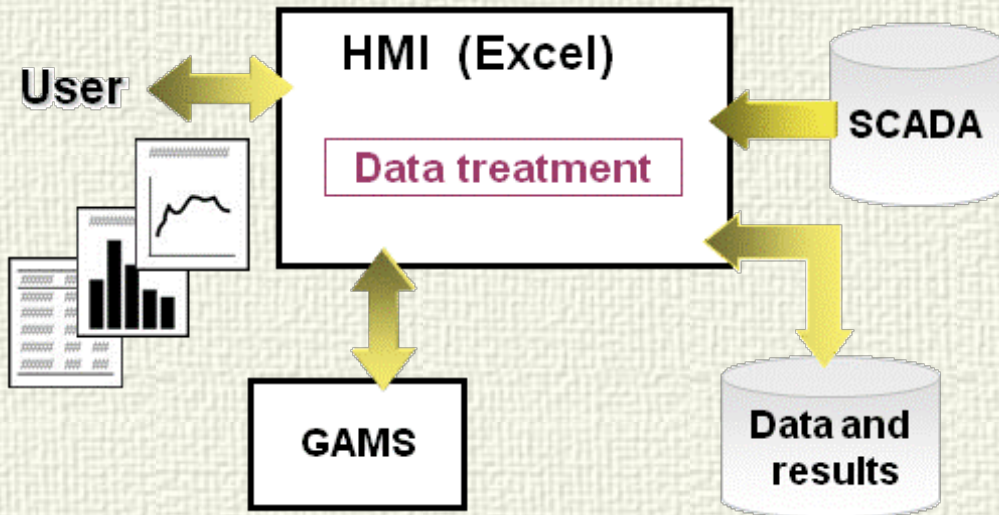 HMI (Excel)
User
SCADA
Data treatment
GAMS
Data and
results